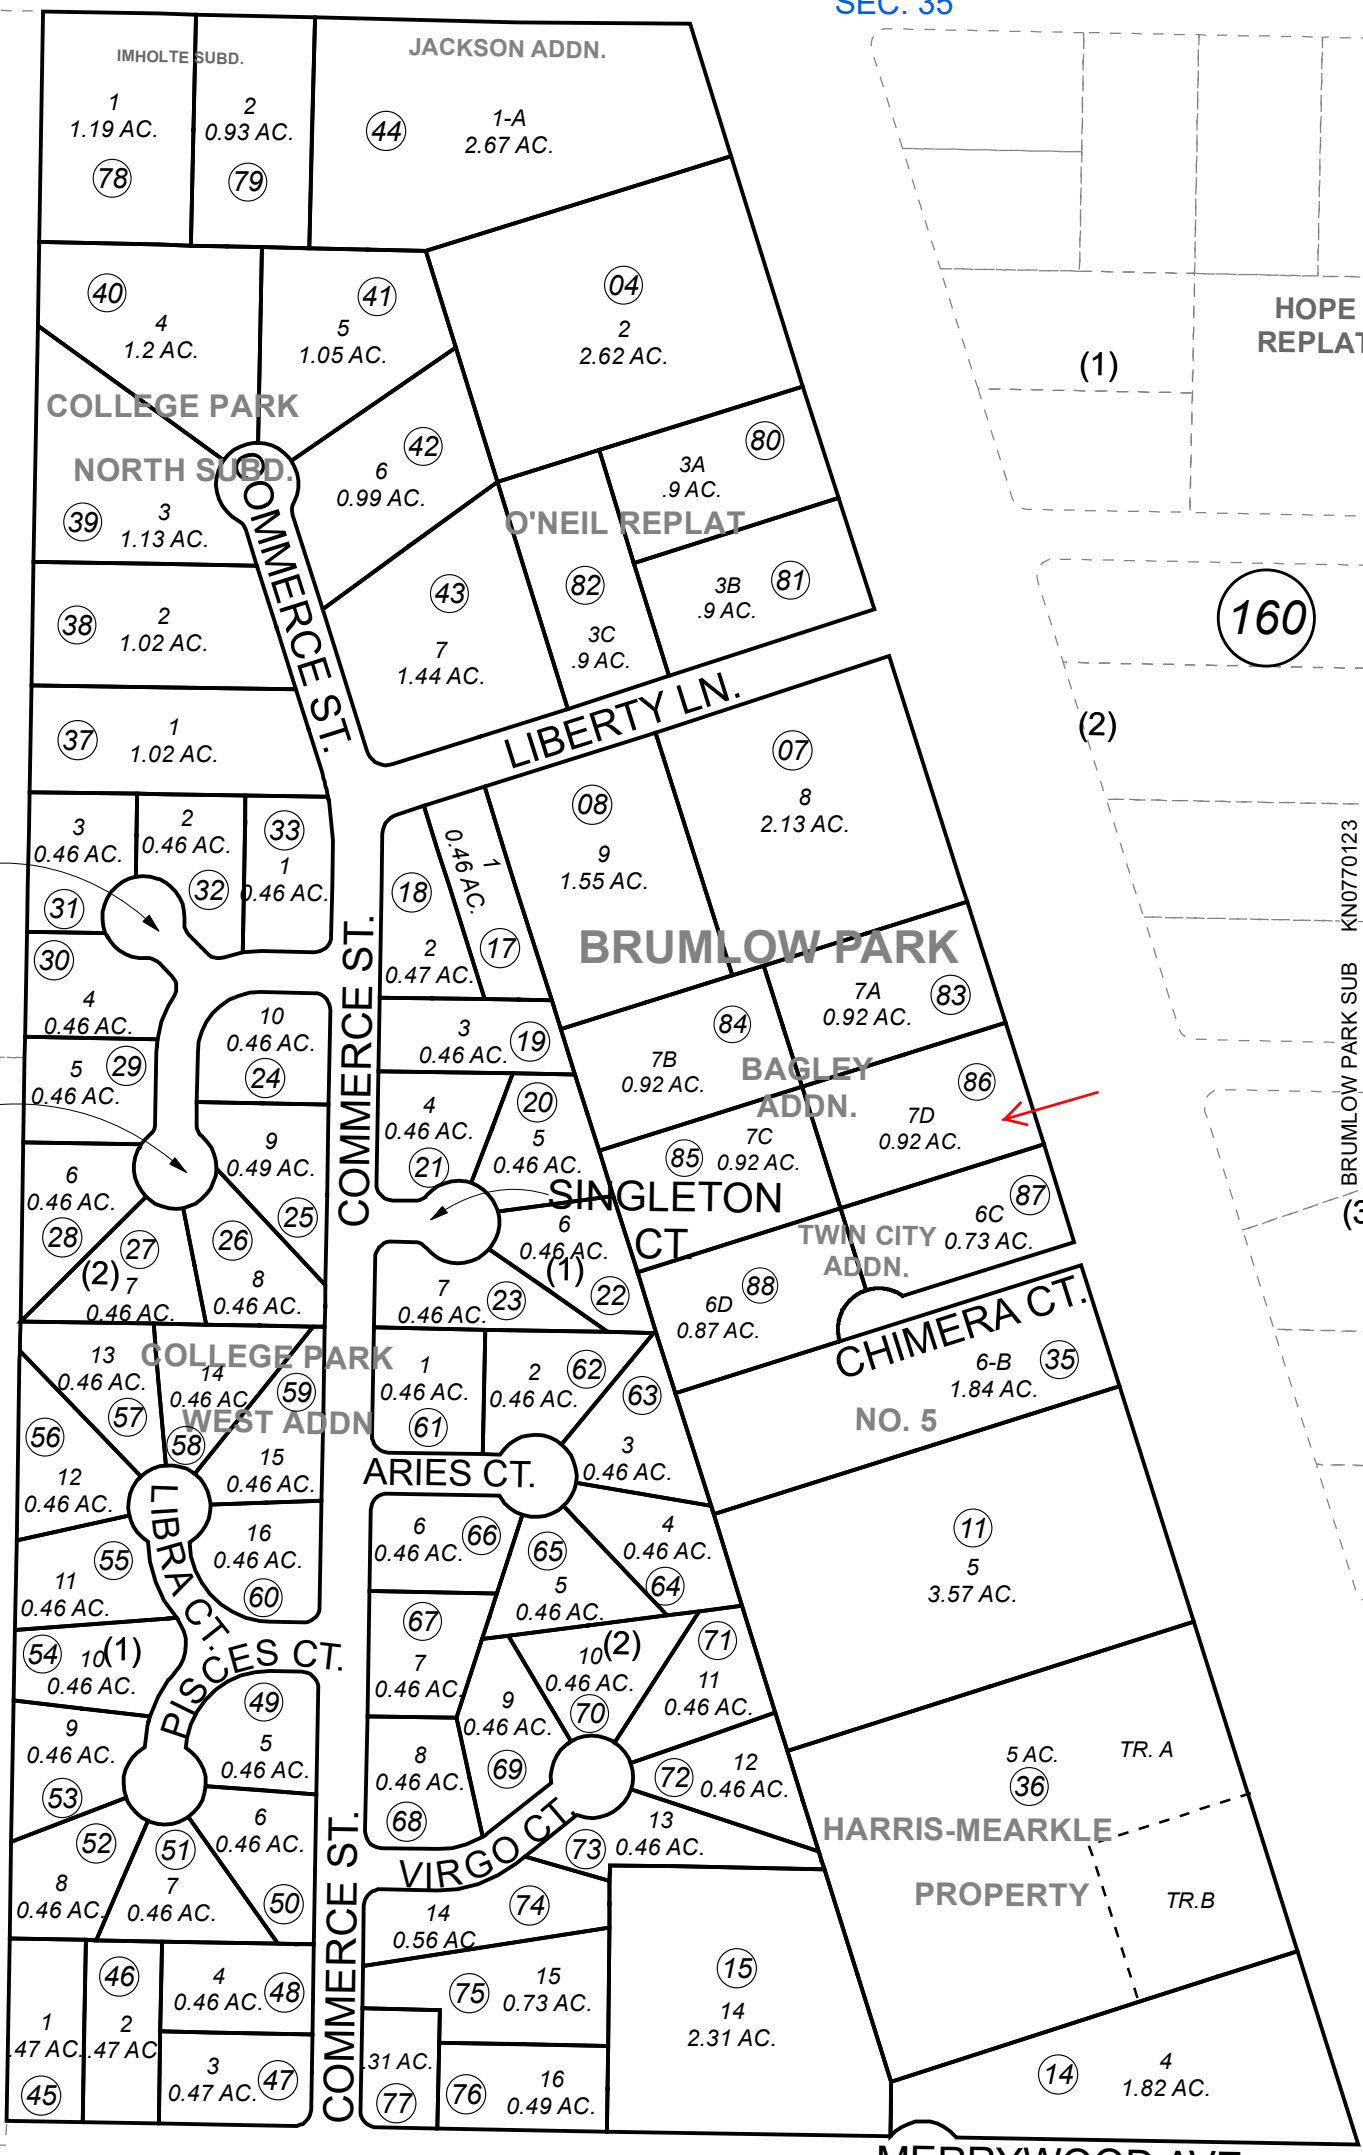 SEC. 35
IMHOLTE SUBD.
JACKSON ADDN.
1
1.19 AC.
78
2
0.93 AC.
79
44
1-A
2.67 AC.
40
4
1.2 AC.
41
5
1.05 AC.
04
2
2.62 AC.
HOPE
REPLAT
(1)
COLLEGE PARK
NORTH SUBD.
42
6
0.99 AC.
80
3A
.9 AC.
39
3
1.13 AC.
O'NEIL REPLAT
COMMERCE ST.
43
7
1.44 AC.
82
3C
.9 AC.
3B
.9 AC.
81
160
38
2
1.02 AC.
37
1
1.02 AC.
LIBERTY LN.
(2)
07
8
2.13 AC.
08
9
1.55 AC.
3
0.46 AC.
31
2
0.46 AC.
32
33
1
0.46 AC.
18
2
0.47 AC.
1
0.46 AC.
17
BRUMLOW PARK
BRUMLOW PARK SUB KN0770123
30
4
0.46 AC.
10
0.46 AC.
24
COMMERCE ST.
3
0.46 AC.
19
84
7B
0.92 AC.
7A
0.92 AC.
83
5
0.46 AC.
29
BAGLEY
ADDN.
86
7D
0.92 AC.
4
0.46 AC.
21
20
5
0.46 AC.
85
7C
0.92 AC.
9
0.49 AC.
25
6
0.46 AC.
28
SINGLETON
CT.
87
6C
0.73 AC.
(3
27
(2)
7
0.46 AC.
26
8
0.46 AC.
6
0.46 AC.
(1)
22
TWIN CITY
ADDN.
7
0.46 AC.
23
88
6D
0.87 AC.
CHIMERA CT.
6-B
1.84 AC.
35
COLLEGE PARK
WEST ADDN
13
0.46 AC.
57
14
0.46 AC
58
59
15
0.46 AC.
1
0.46 AC.
61
2
0.46 AC.
62
63
3
0.46 AC.
NO. 5
56
12
0.46 AC.
ARIES CT.
LIBRA CT.
16
0.46 AC.
60
6
0.46 AC.
66
65
5
0.46 AC.
4
0.46 AC.
64
11
5
3.57 AC.
55
11
0.46 AC.
67
7
0.46 AC.
54
10
(1)
0.46 AC.
PISCES CT.
10
(2)
0.46 AC.
70
71
11
0.46 AC.
49
5
0.46 AC.
9
0.46 AC.
69
9
0.46 AC.
53
8
0.46 AC.
68
72
12
0.46 AC.
5 AC.
36
TR. A
HARRIS-MEARKLE
PROPERTY
TR.B
52
8
0.46 AC.
51
7
0.46 AC.
6
0.46 AC.
50
COMMERCE ST.
VIRGO CT.
73
13
0.46 AC.
74
14
0.56 AC
46
2
.47 AC
4
0.46 AC.
48
75
15
0.73 AC.
15
14
2.31 AC.
1
.47 AC.
45
3
0.47 AC.
47
.31 AC.
77
76
16
0.49 AC.
14
4
1.82 AC.
MERRYWOOD AVE